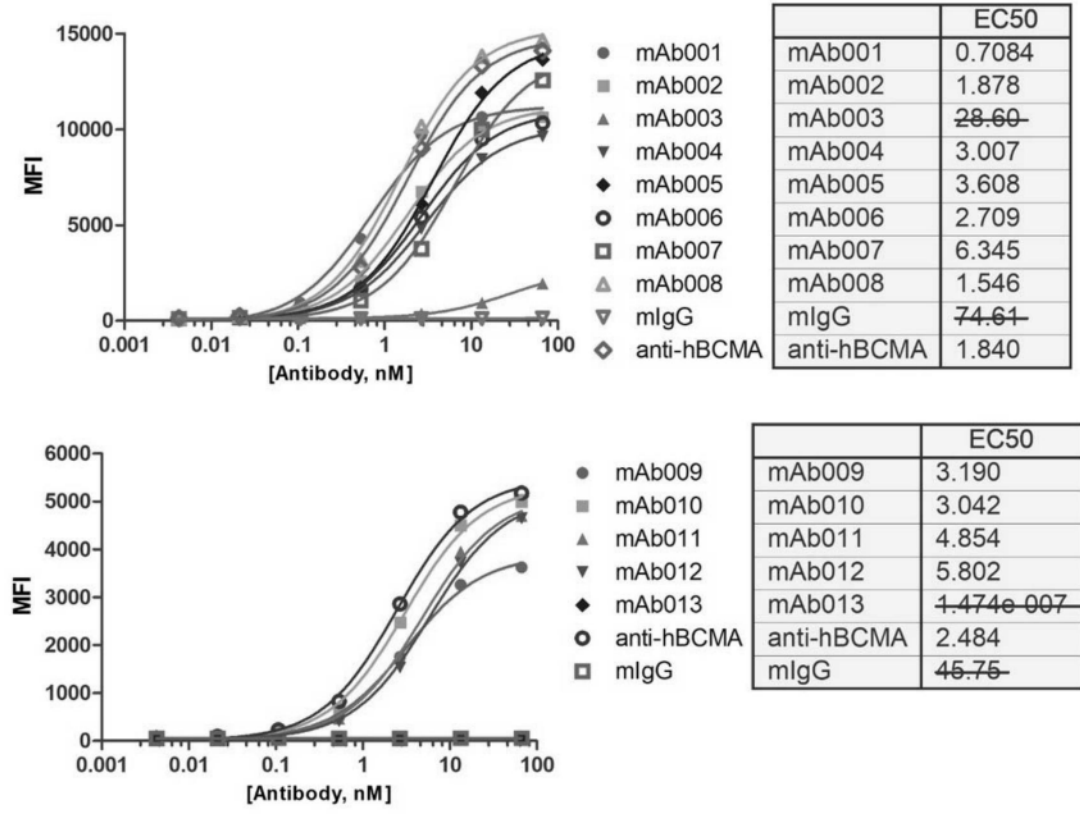 15000
10000
5000
0
MFI
0.001 0.01 0.1 1 10 100
[Antibody, nM]
mAb001
mAb002
mAb003
mAb004
mAb005
mAb006
mAb007
mAb008
mIgG
anti-hBCMA
EC50
mAb001 0.7084
mAb002 1.878
mAb003 28.60
mAb004 3.007
mAb005 3.608
mAb006 2.709
mAb007 6.345
mAb008 1.546
mIgG 74.61
anti-hBCMA 1.840
6000
5000
4000
3000
2000
1000
0
MFI
0.001 0.01 0.1 1 10 100
[Antibody, nM]
mAb009
mAb010
mAb011
mAb012
mAb013
anti-hBCMA
mIgG
EC50
mAb009 3.190
mAb010 3.042
mAb011 4.854
mAb012 5.802
mAb013 1.474e-007
anti-hBCMA 2.484
mIgG 45.75